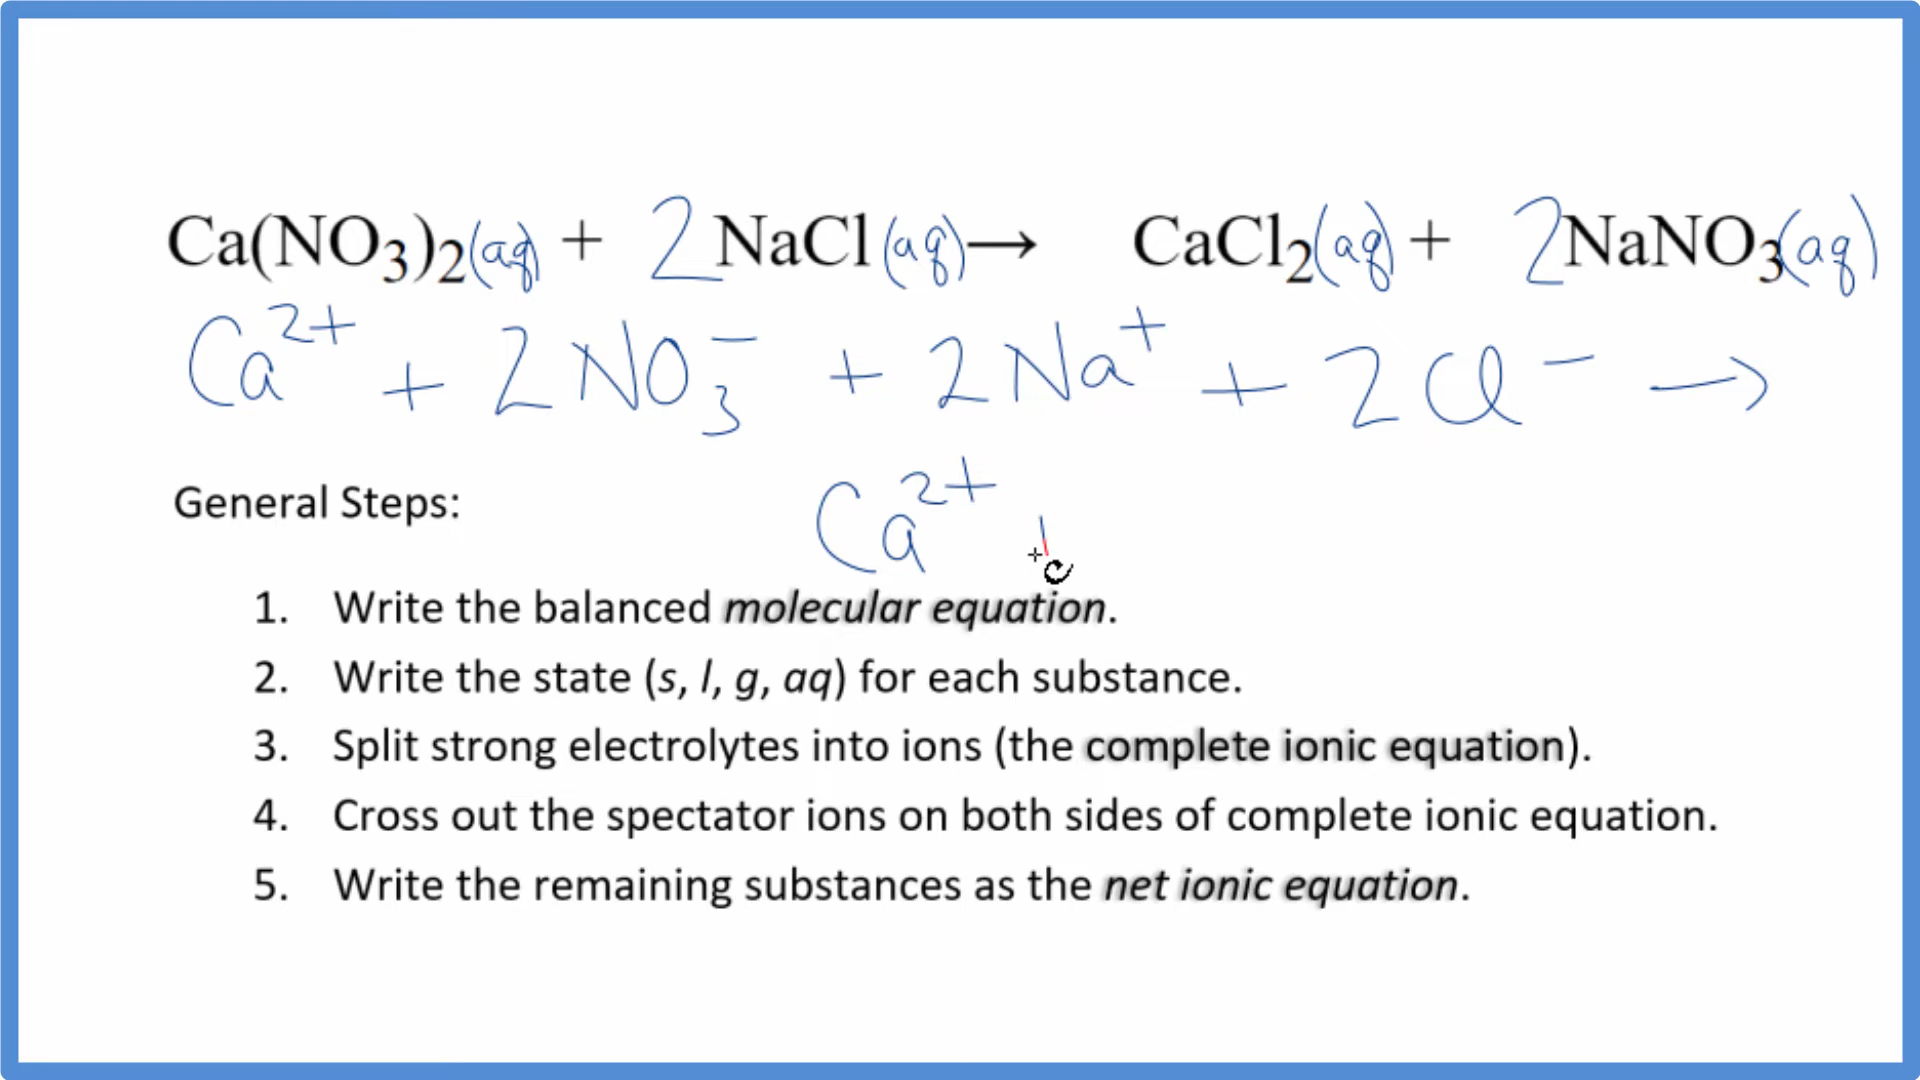 Ca(NO₃)₂(aq) + 2NaCl(aq)→ CaCl₂(aq) + 2NaNO₃(aq)
Ca²⁺ + 2NO₃⁻ + 2Na⁺ + 2Cl⁻ →
Ca²⁺
General Steps:
1. Write the balanced molecular equation.
2. Write the state (s, l, g, aq) for each substance.
3. Split strong electrolytes into ions (the complete ionic equation).
4. Cross out the spectator ions on both sides of complete ionic equation.
5. Write the remaining substances as the net ionic equation.